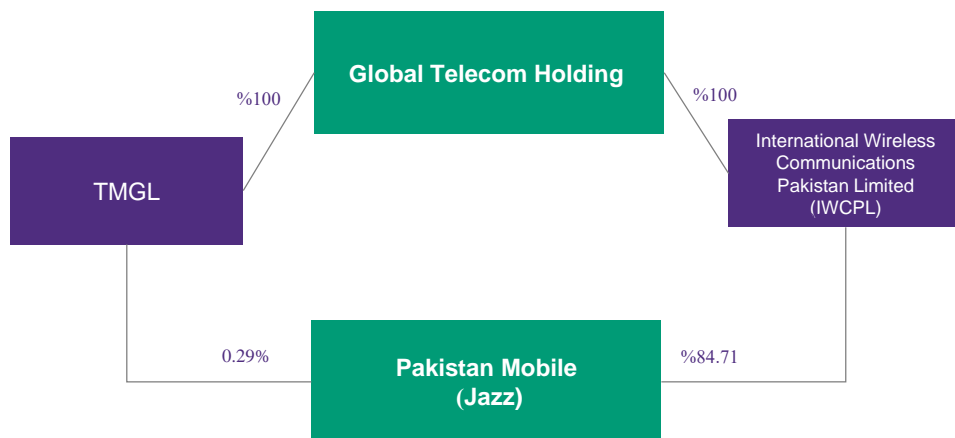 Global Telecom Holding
%100
%100
TMGL
International Wireless
Communications
Pakistan Limited
(IWCPL)
0.29%
%84.71
Pakistan Mobile
(Jazz)